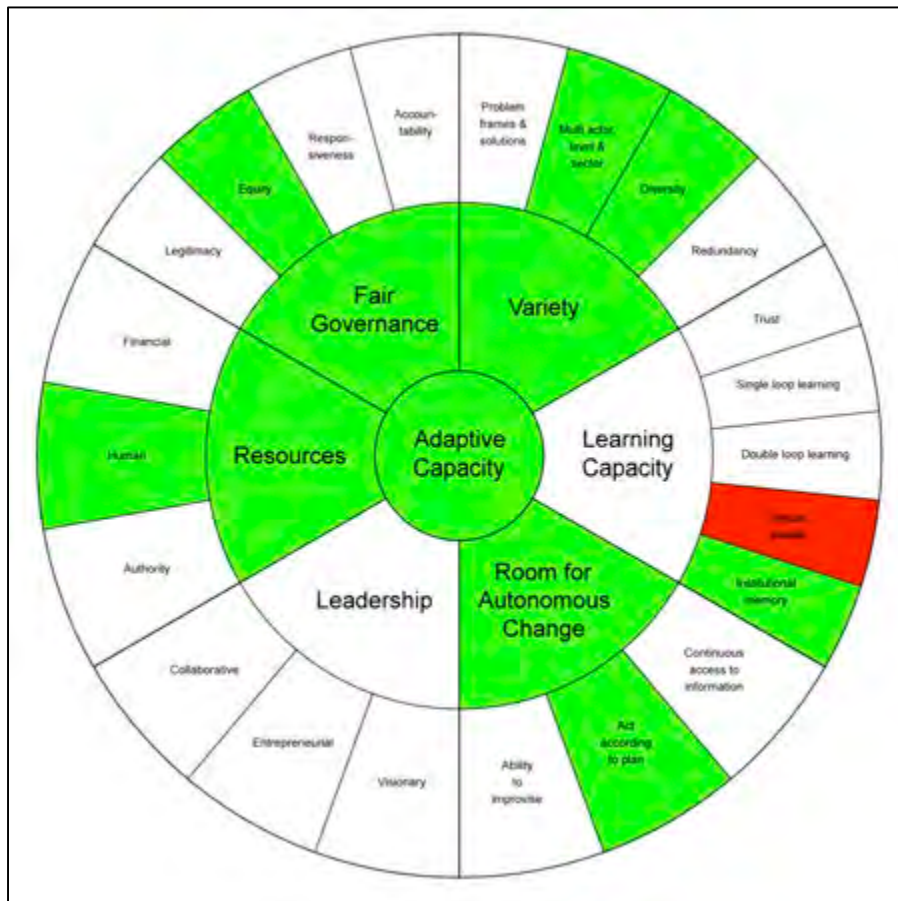 Adaptive
Capacity
Variety
Learning
Capacity
Room for
Autonomous
Change
Leadership
Resources
Fair
Governance
Problem
frames &
solutions
Multi actor,
level &
sector
Diversity
Redundancy
Trust
Single loop learning
Double loop learning
Institutional
memory
Continuous
access to
information
Act
according
to plan
Ability
to
improvise
Visionary
Entrepreneurial
Collaborative
Authority
Human
Financial
Legitimacy
Equity
Respon-
siveness
Accoun-
tability